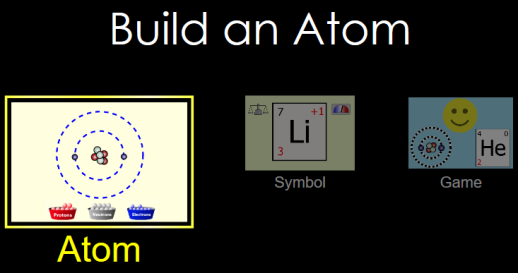 Build an Atom
7 +1
Li
3
4 0
He
2
Protons Neutrons Electrons
Symbol Game
Atom